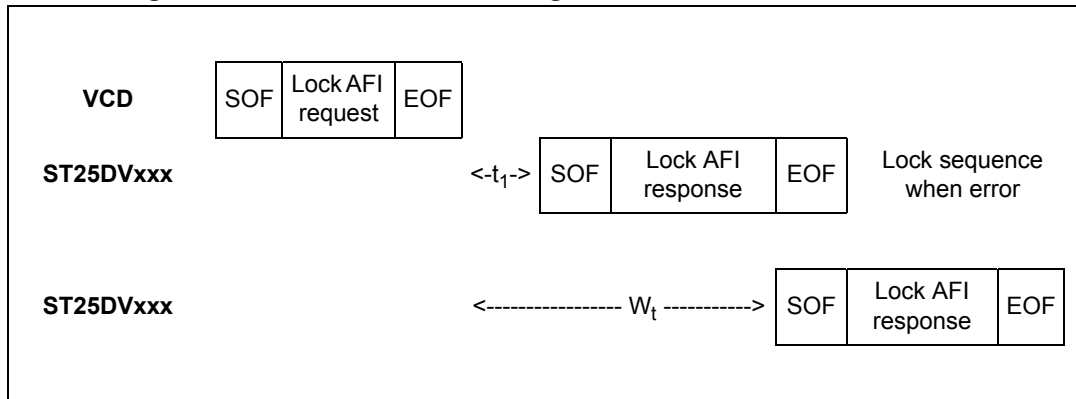 VCD
SOF
Lock AFI
request
EOF
ST25DVxxx
<-t₁->
SOF
Lock AFI
response
EOF
Lock sequence
when error
ST25DVxxx
<----------------- Wₜ ----------->
SOF
Lock AFI
response
EOF